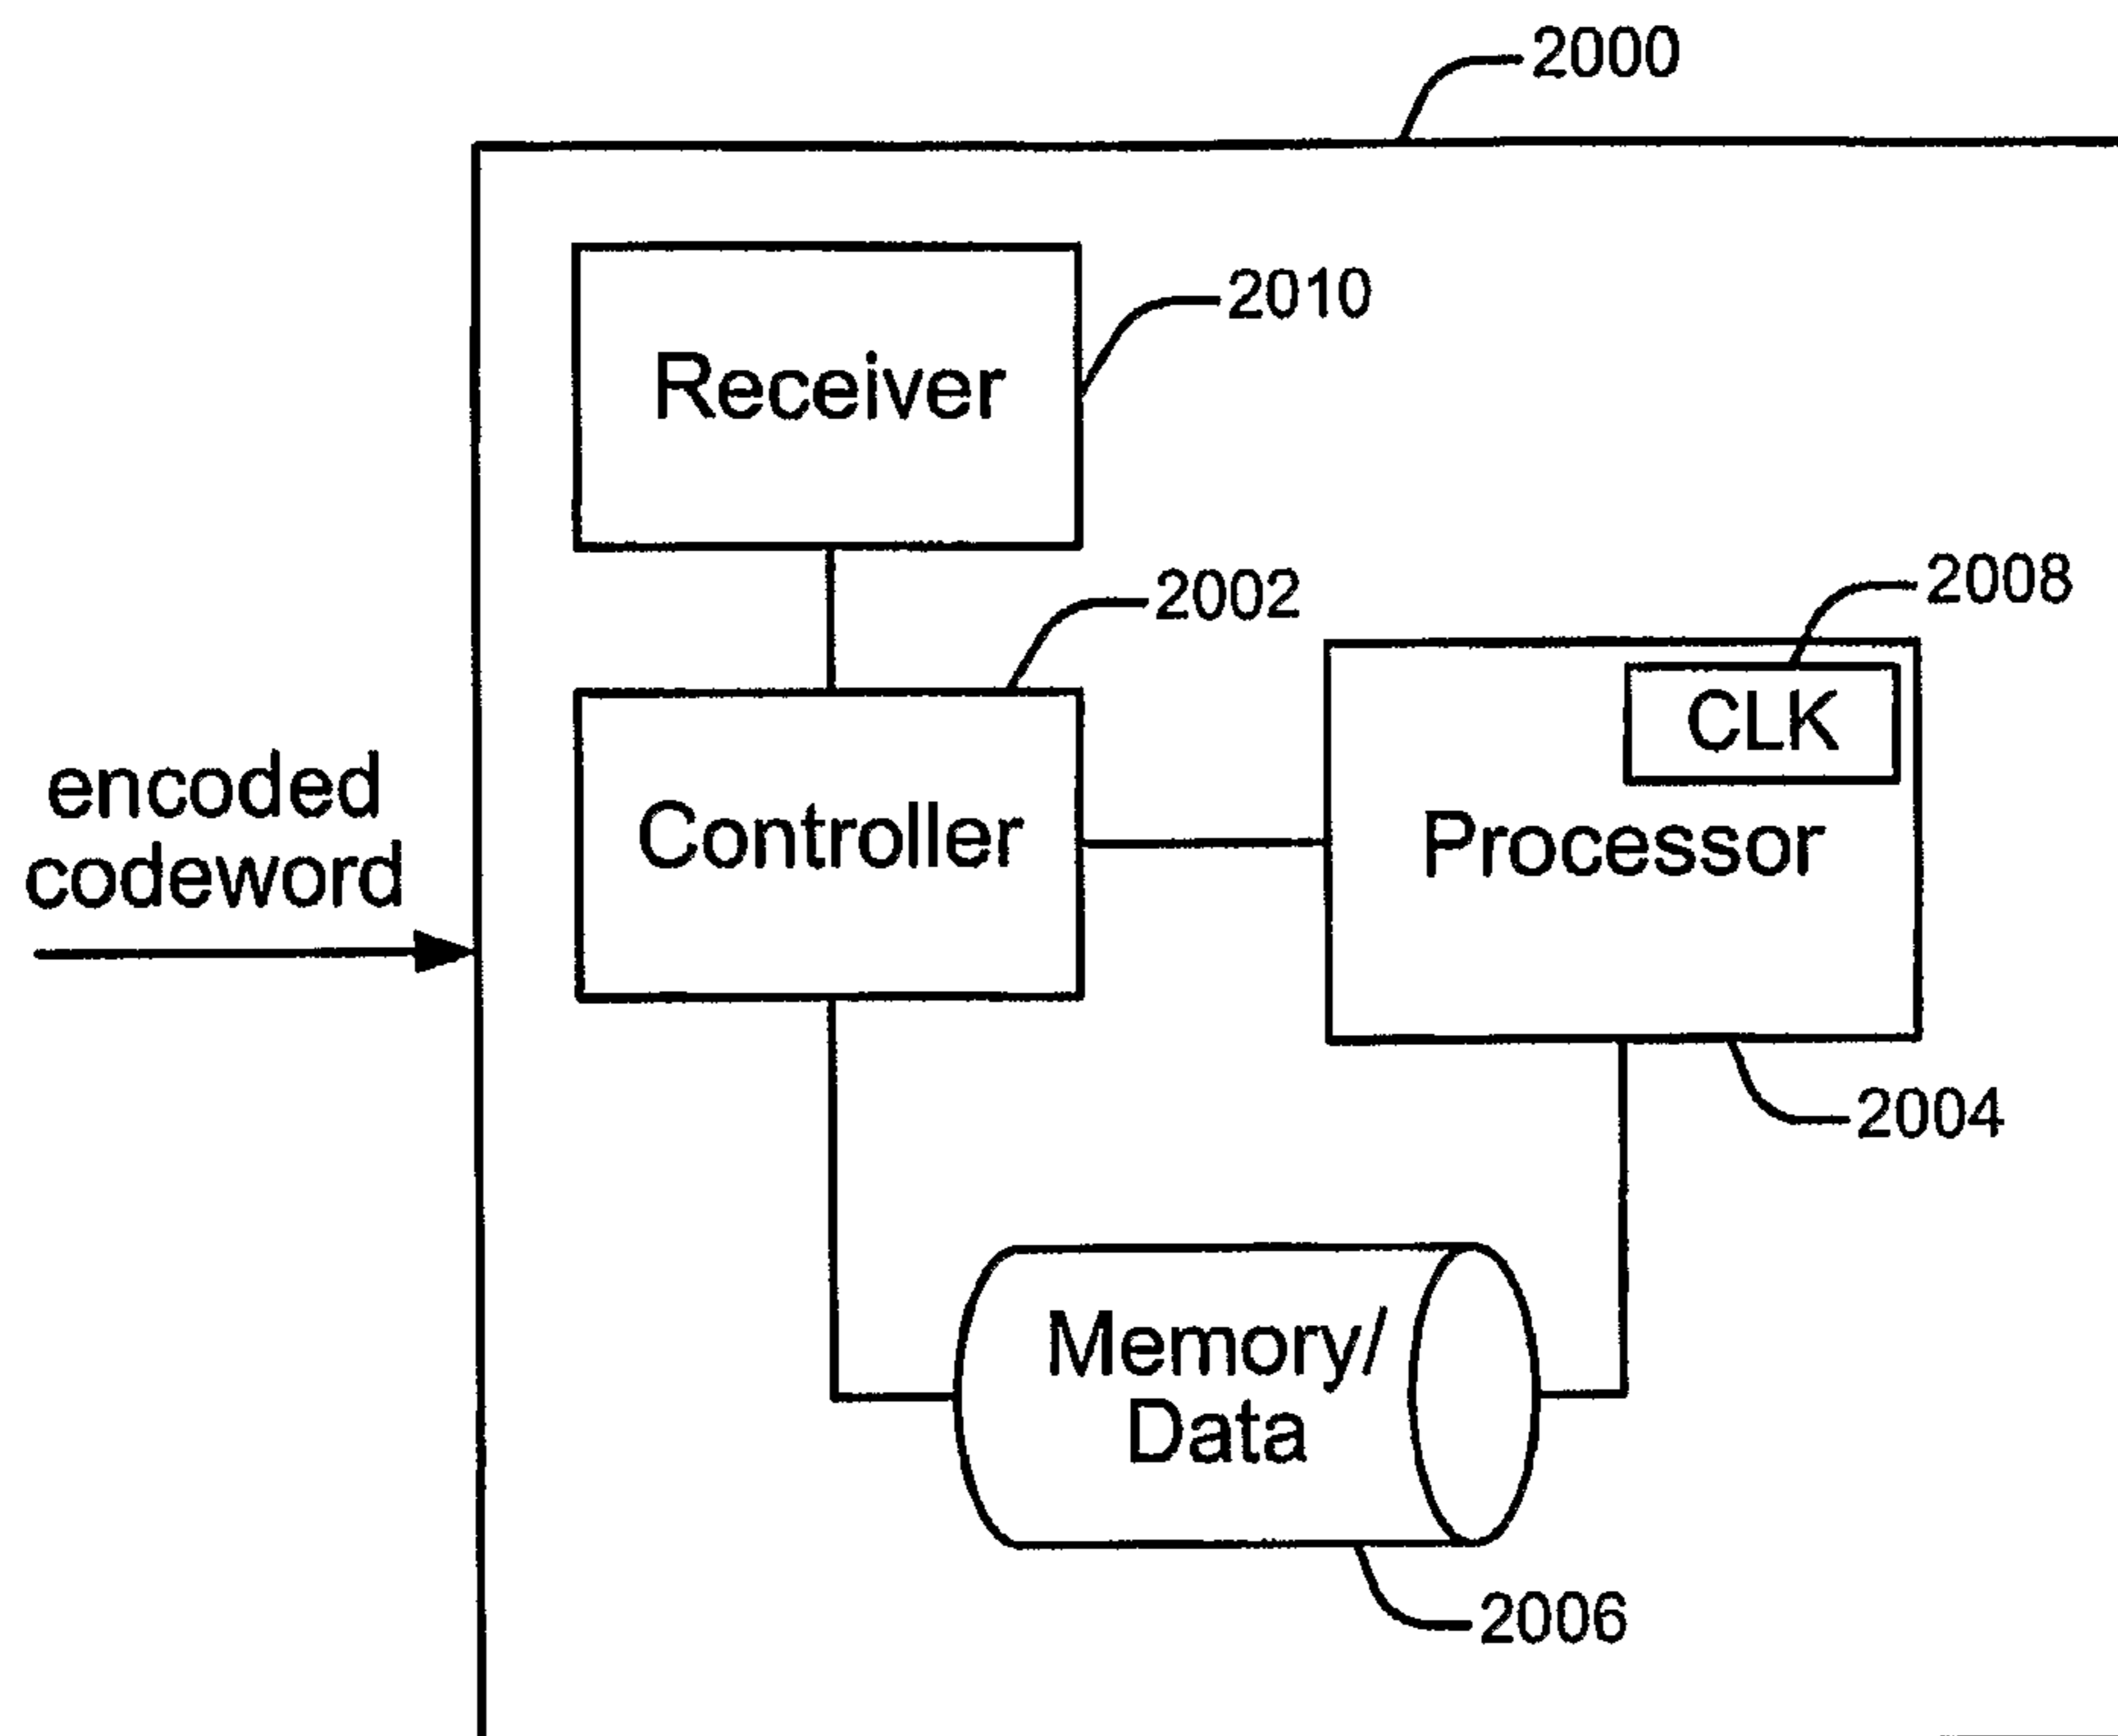 2000
2010
Receiver
2002
2008
CLK
encoded
codeword
Controller
Processor
2004
Memory/
Data
2006